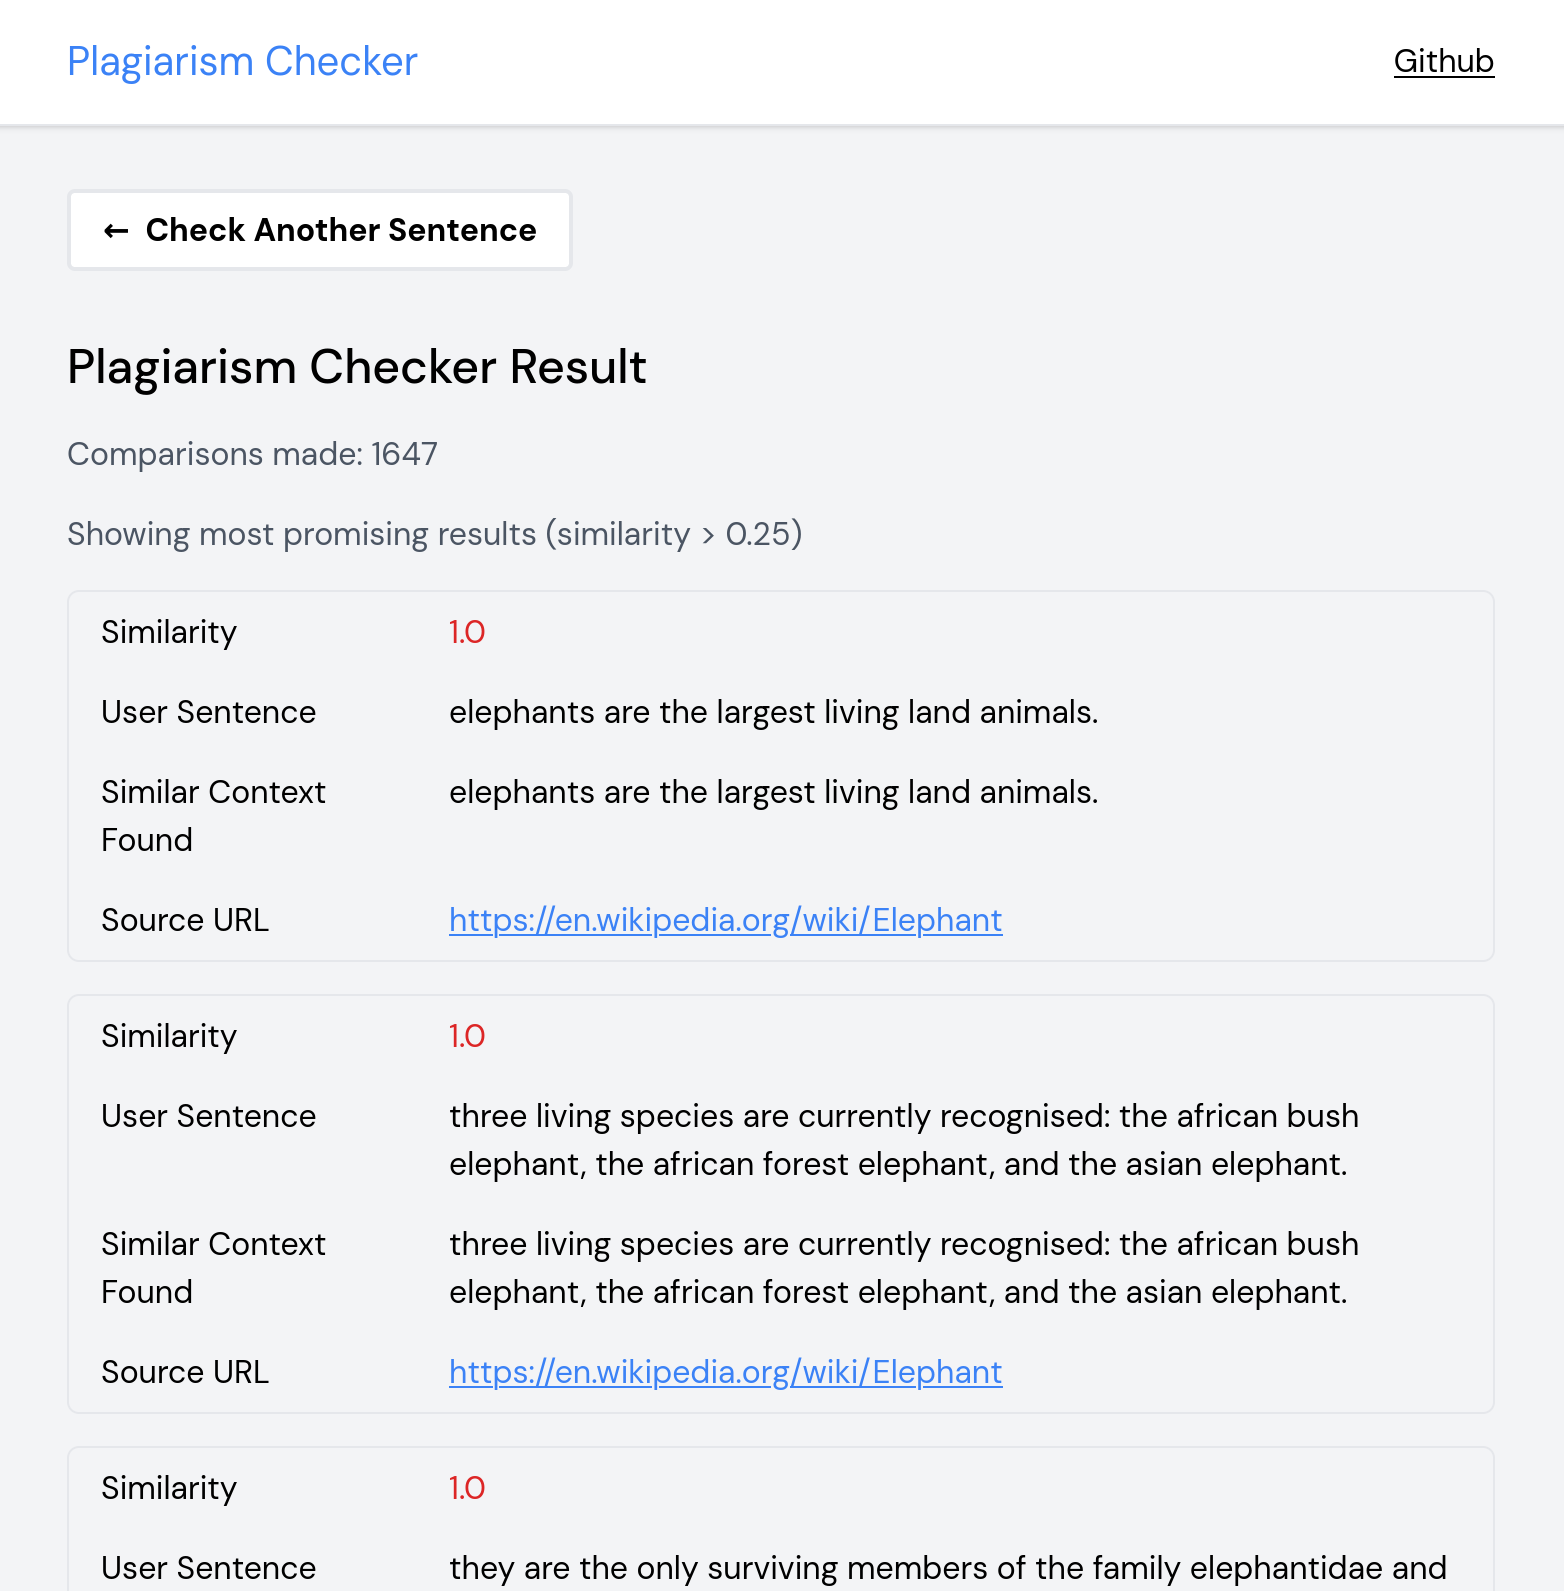 Plagiarism Checker
Github
← Check Another Sentence
Plagiarism Checker Result
Comparisons made: 1647
Showing most promising results (similarity > 0.25)
Similarity 1.0
User Sentence elephants are the largest living land animals.
Similar Context elephants are the largest living land animals.
Found
Source URL https://en.wikipedia.org/wiki/Elephant
Similarity 1.0
User Sentence three living species are currently recognised: the african bush
elephant, the african forest elephant, and the asian elephant.
Similar Context three living species are currently recognised: the african bush
Found elephant, the african forest elephant, and the asian elephant.
Source URL https://en.wikipedia.org/wiki/Elephant
Similarity 1.0
User Sentence they are the only surviving members of the family elephantidae and